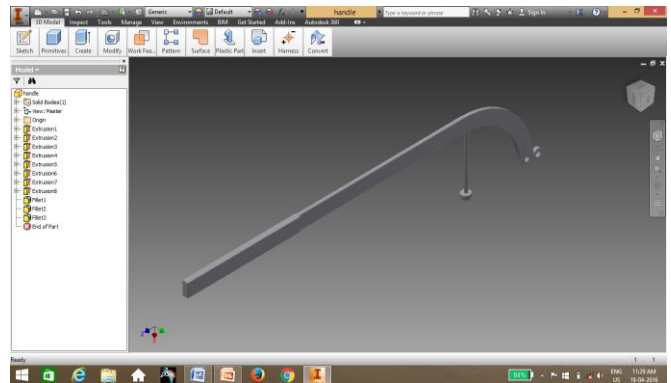 Generic Default handle Type a keyword or phrase Sign In
3D Model Inspect Tools Manage View Environments BIM Get Started Add-Ins Autodesk 360
Sketch Primitives Create Modify Work Fea... Pattern Surface Plastic Part Insert Harness Convert
Model
handle
Solid Bodies(1)
View: Master
Origin
Extrusion1
Extrusion2
Extrusion3
Extrusion4
Extrusion5
Extrusion6
Extrusion7
Extrusion8
Fillet1
Fillet2
Fillet3
End of Part
Ready 1 1
ENG 11:29 AM
US 16-04-2016